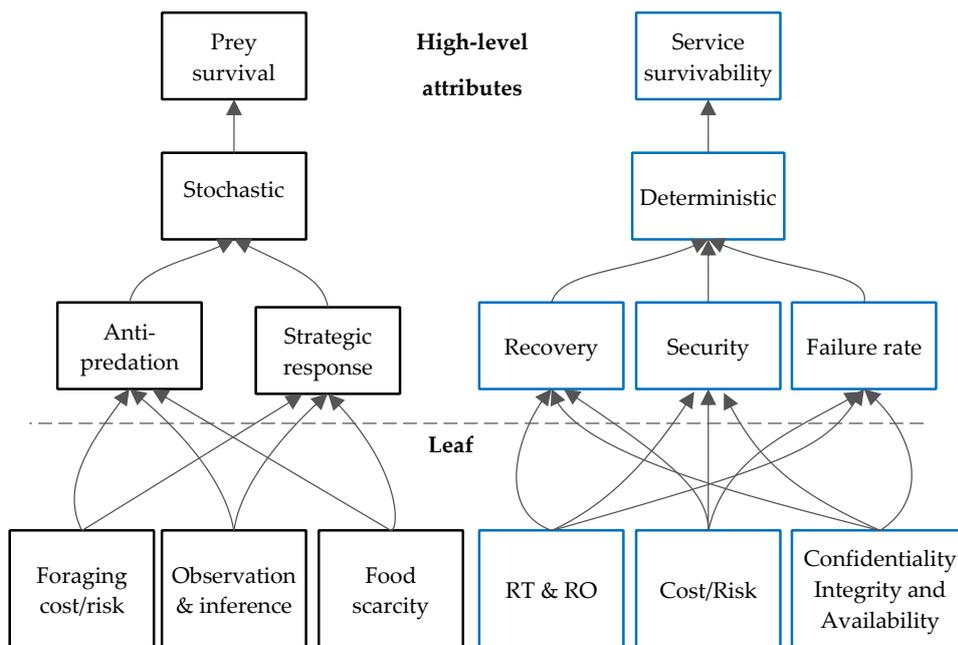 Prey
survival
High-level
attributes
Service
survivability
Stochastic
Deterministic
Anti-
predation
Strategic
response
Recovery
Security
Failure rate
Leaf
Foraging
cost/risk
Observation
& inference
Food
scarcity
RT & RO
Cost/Risk
Confidentiality
Integrity and
Availability